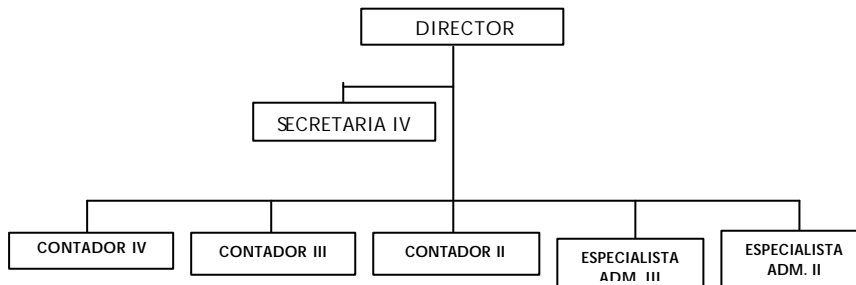 DIRECTOR
SECRETARIA IV
CONTADOR IV
CONTADOR III
CONTADOR II
ESPECIALISTA
ADM. III
ESPECIALISTA
ADM. II